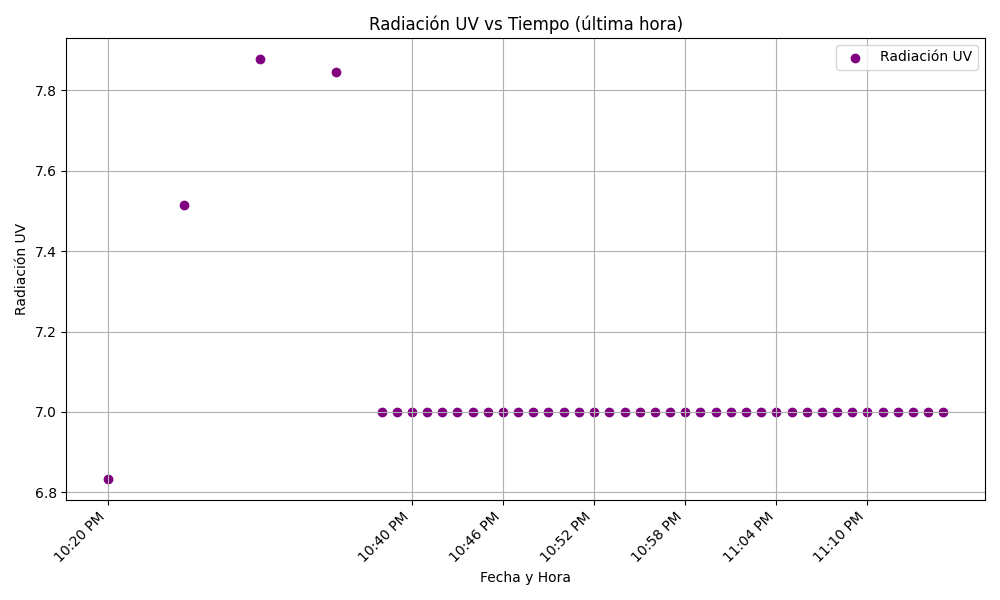 Radiación UV vs Tiempo (última hora)
Radiación UV
7.8
7.6
7.4
7.2
7.0
6.8
Radiación UV
10:20 PM
10:40 PM
10:46 PM
10:52 PM
10:58 PM
11:04 PM
11:10 PM
Fecha y Hora